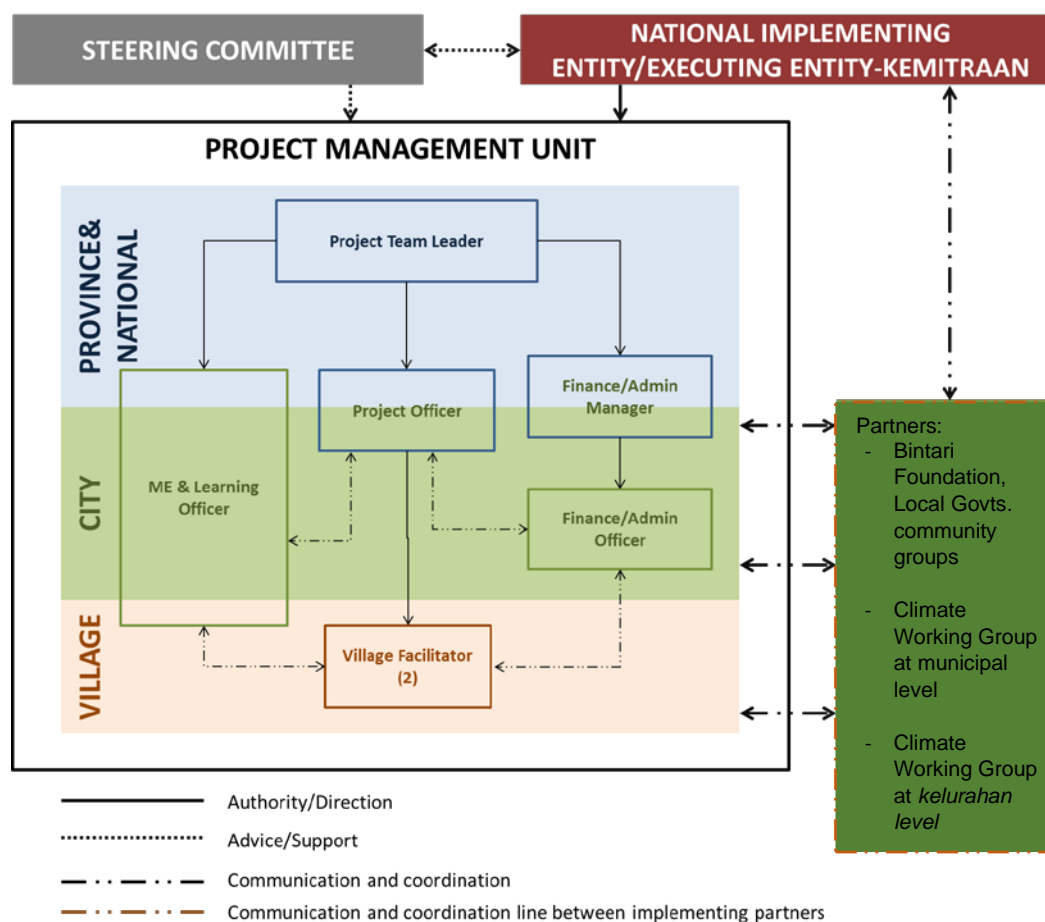 STEERING COMMITTEE
NATIONAL IMPLEMENTING
ENTITY/EXECUTING ENTITY-KEMITRAAN
PROJECT MANAGEMENT UNIT
PROVINCE&
NATIONAL
Project Team Leader
Project Officer
Finance/Admin
Manager
CITY
ME & Learning
Officer
Finance/Admin
Officer
VILLAGE
Village Facilitator
(2)
Partners:
- Bintari
Foundation,
Local Govts.
community
groups
- Climate
Working Group
at municipal
level
- Climate
Working Group
at kelurahan
level
Authority/Direction
Advice/Support
Communication and coordination
Communication and coordination line between implementing partners